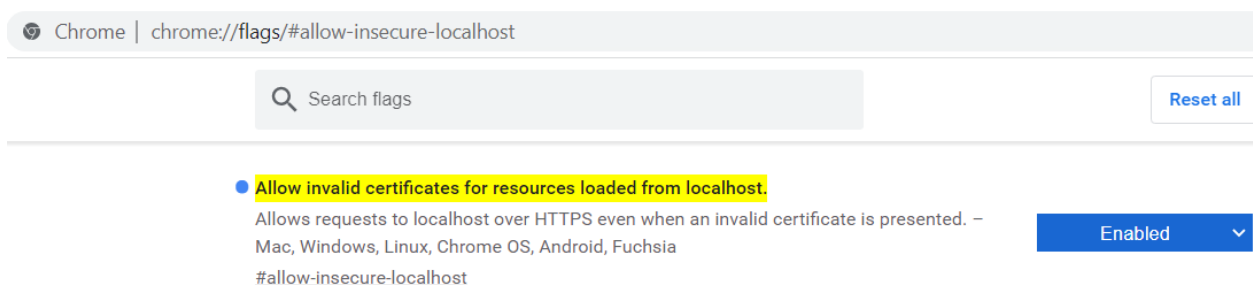 Chrome | chrome://flags/#allow-insecure-localhost
Search flags
Reset all
Allow invalid certificates for resources loaded from localhost.
Allows requests to localhost over HTTPS even when an invalid certificate is presented. –
Mac, Windows, Linux, Chrome OS, Android, Fuchsia
Enabled
#allow-insecure-localhost